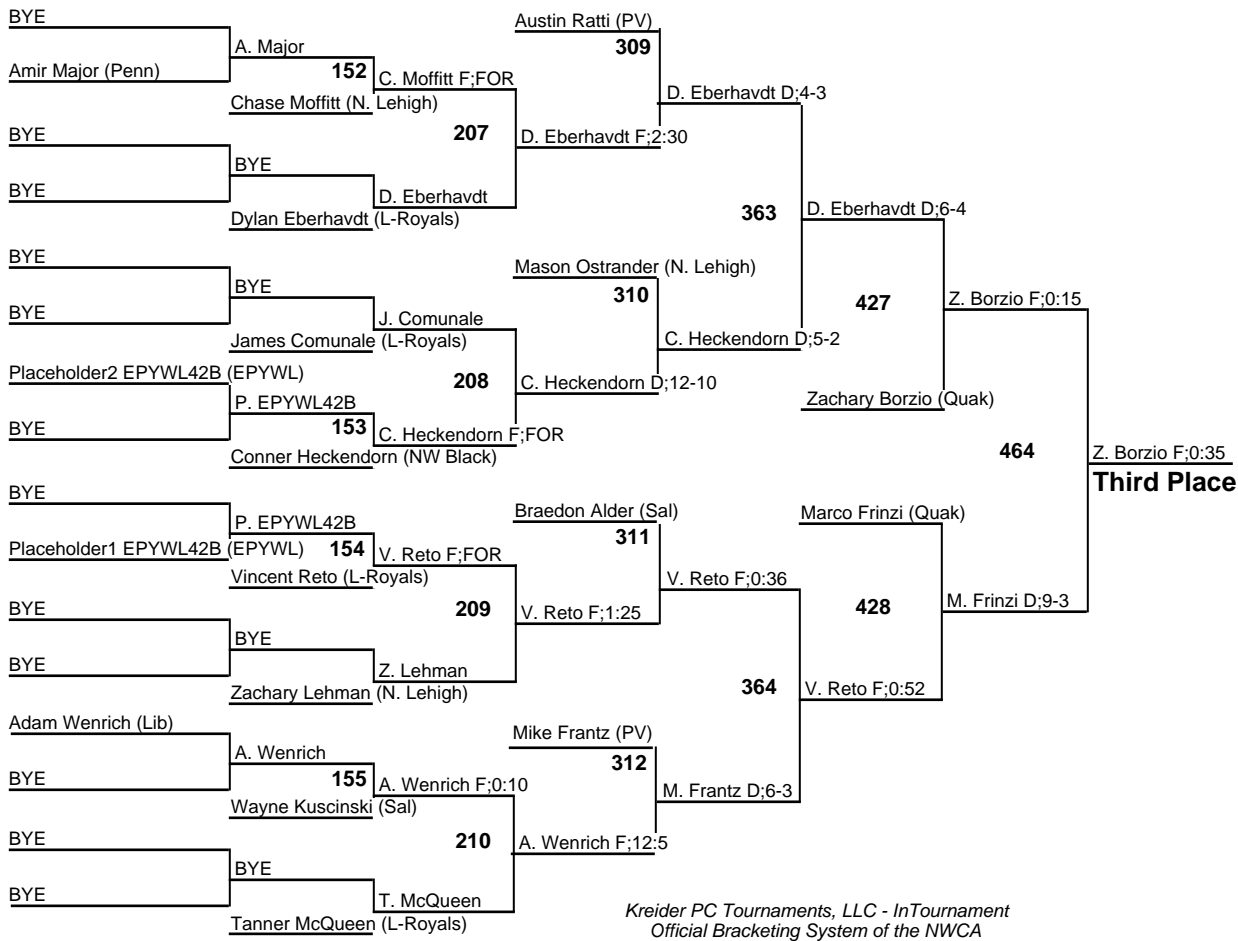 BYE
Austin Ratti (PV)
A. Major
309
Amir Major (Penn)
152
C. Moffitt F;FOR
D. Eberhavdt D;4-3
Chase Moffitt (N. Lehigh)
BYE
207
D. Eberhavdt F;2:30
BYE
BYE
D. Eberhavdt
363
D. Eberhavdt D;6-4
Dylan Eberhavdt (L-Royals)
BYE
Mason Ostrander (N. Lehigh)
BYE
310
427
Z. Borzio F;0:15
BYE
J. Comunale
James Comunale (L-Royals)
C. Heckendorn D;5-2
Placeholder2 EPYWL42B (EPYWL)
208
C. Heckendorn D;12-10
P. EPYWL42B
Zachary Borzio (Quak)
BYE
153
C. Heckendorn F;FOR
Conner Heckendorn (NW Black)
464
Z. Borzio F;0:35
Third Place
BYE
Braedon Alder (Sal)
Marco Frinzi (Quak)
P. EPYWL42B
311
Placeholder1 EPYWL42B (EPYWL)
154
V. Reto F;FOR
Vincent Reto (L-Royals)
V. Reto F;0:36
BYE
209
V. Reto F;1:25
428
M. Frinzi D;9-3
BYE
BYE
Z. Lehman
364
V. Reto F;0:52
Zachary Lehman (N. Lehigh)
Adam Wenrich (Lib)
Mike Frantz (PV)
A. Wenrich
312
BYE
155
A. Wenrich F;0:10
M. Frantz D;6-3
Wayne Kuscinski (Sal)
BYE
210
A. Wenrich F;12:5
BYE
BYE
T. McQueen
Tanner McQueen (L-Royals)
Kreider PC Tournaments, LLC - InTournament
Official Bracketing System of the NWCA